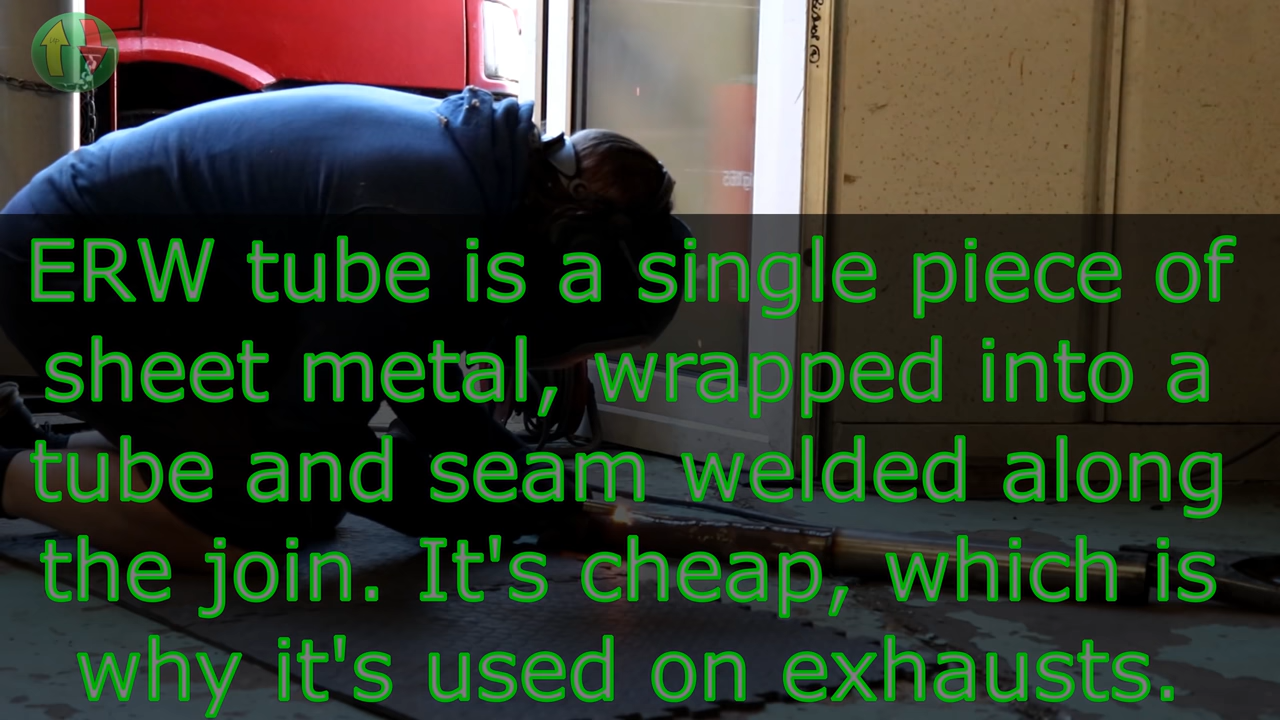 ERW tube is a single piece of
sheet metal, wrapped into a
tube and seam welded along
the join. It's cheap, which is
why it's used on exhausts.